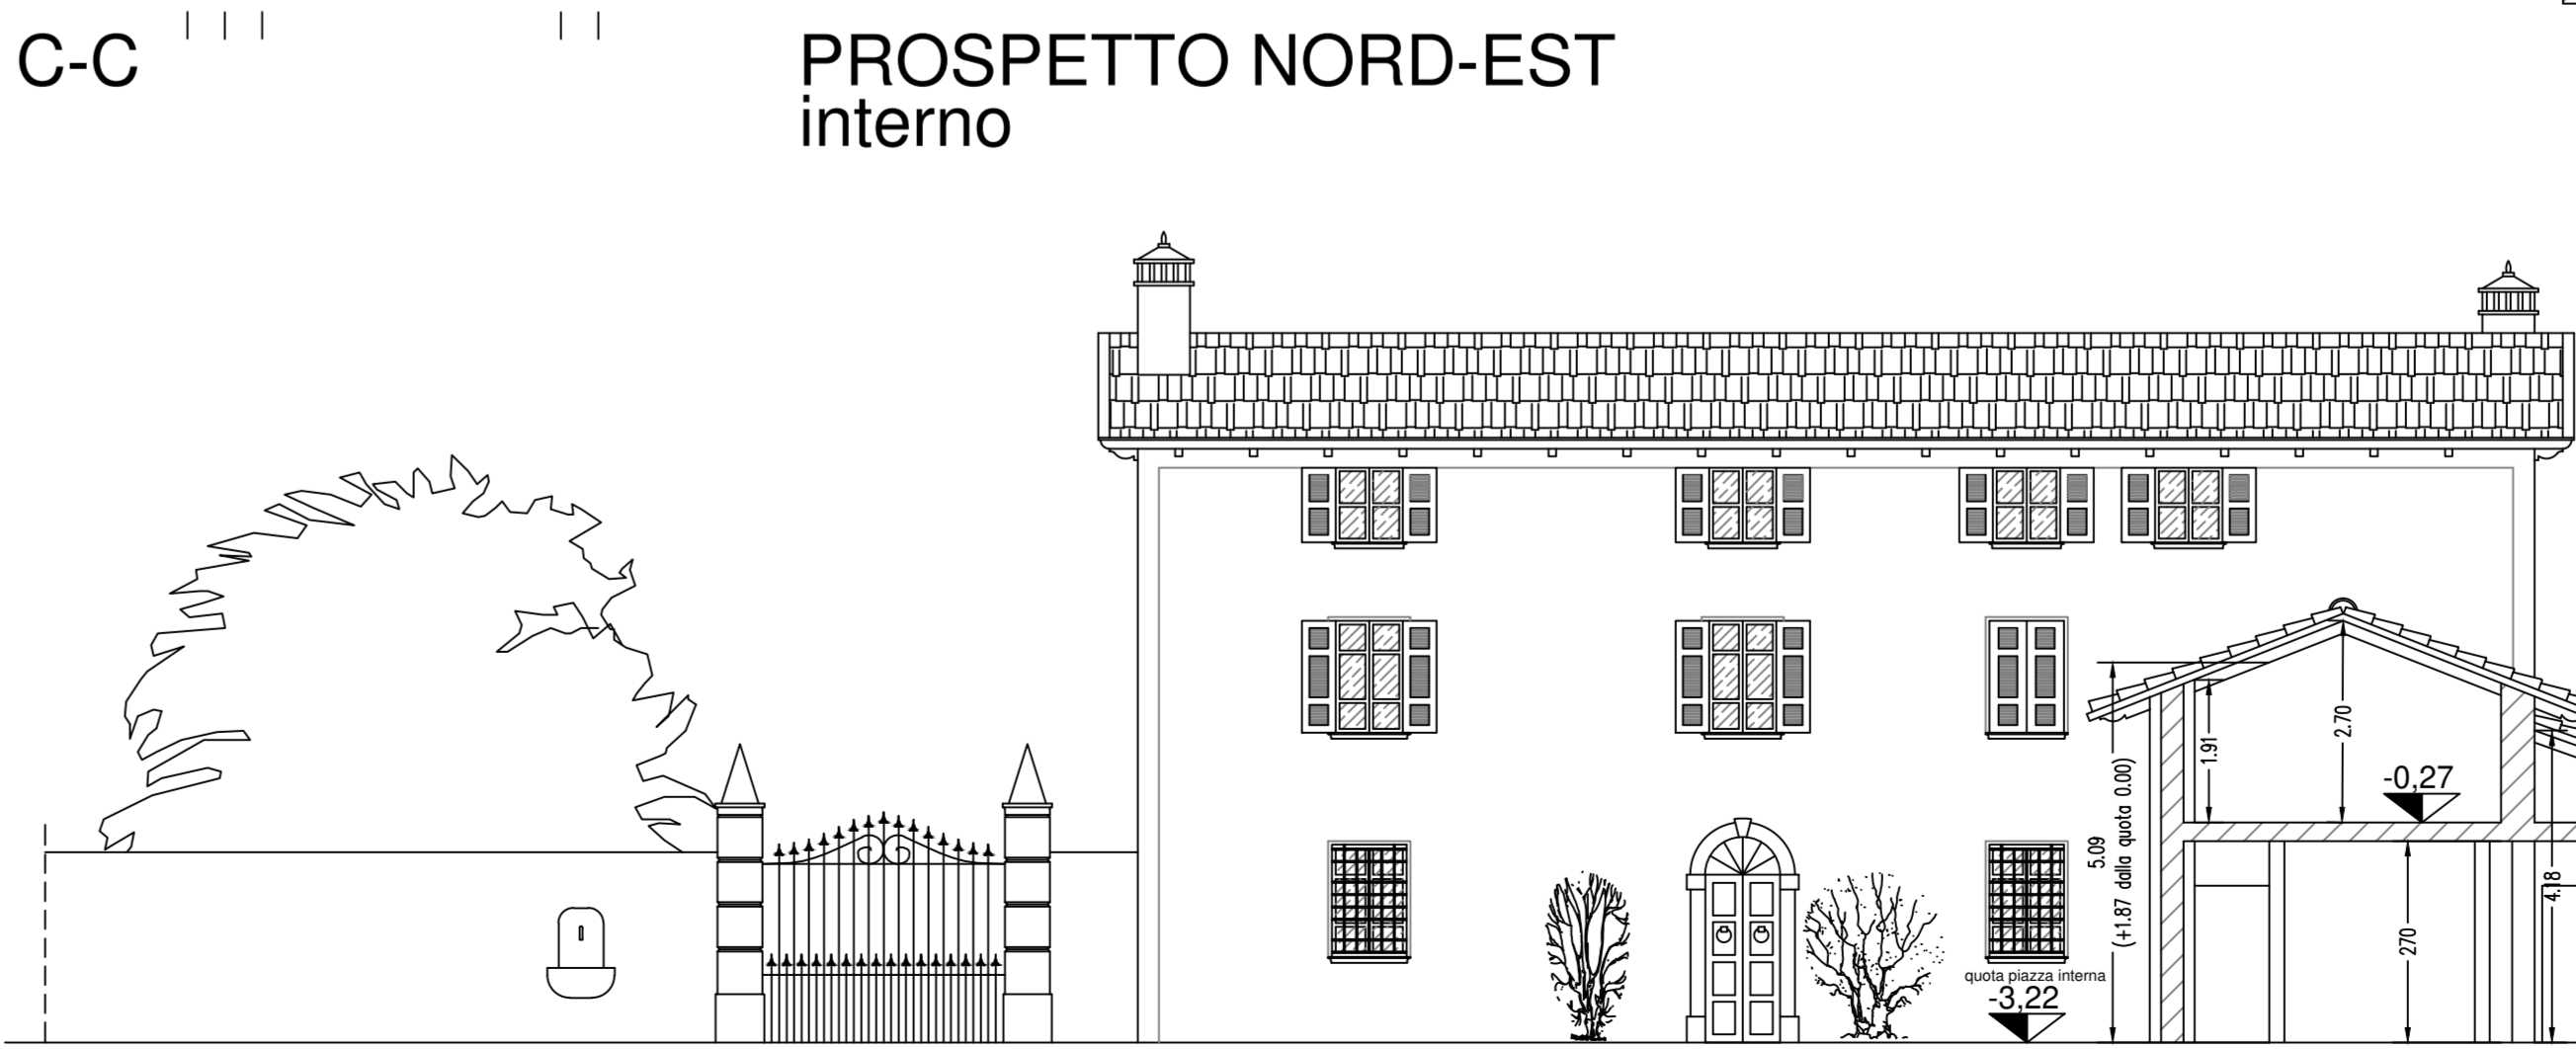 C-C
PROSPETTO NORD-EST
interno
1.91
2.70
-0,27
5.09
(+1.87 dalla quota 0.00)
4.18
270
quota piazza interna
-3,22